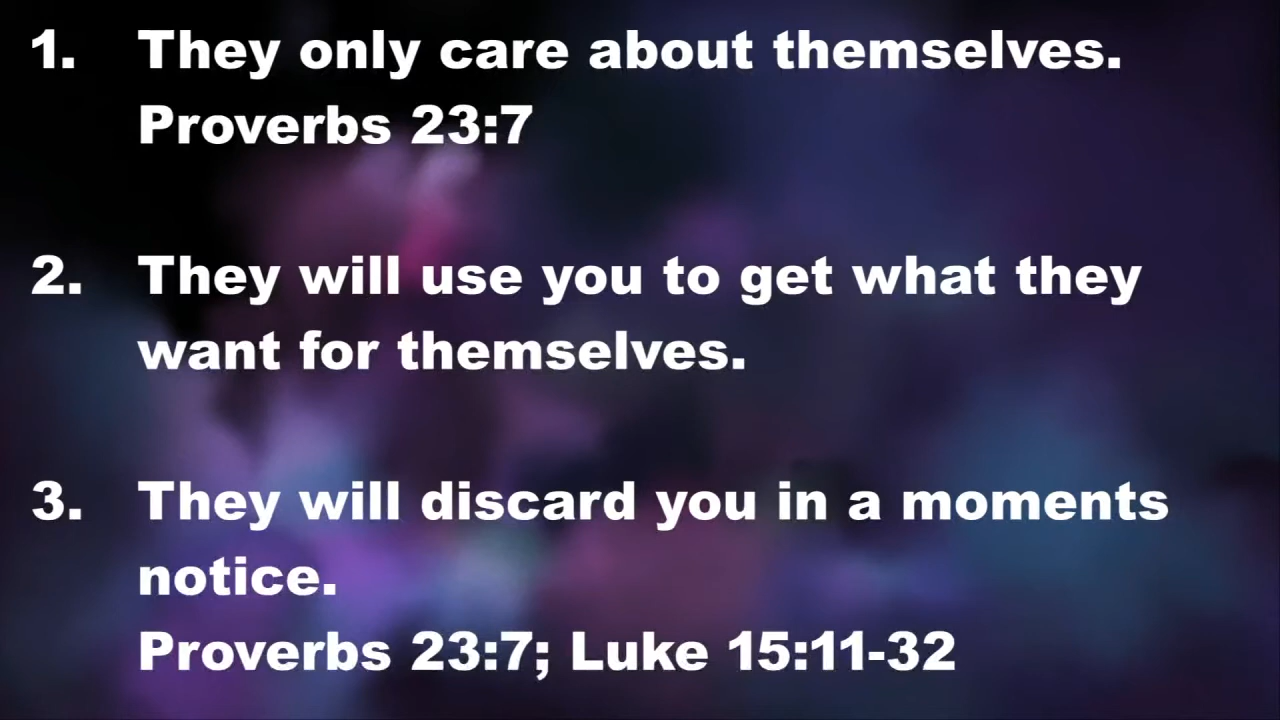 1. They only care about themselves.
Proverbs 23:7
2. They will use you to get what they
want for themselves.
3. They will discard you in a moments
notice.
Proverbs 23:7; Luke 15:11-32